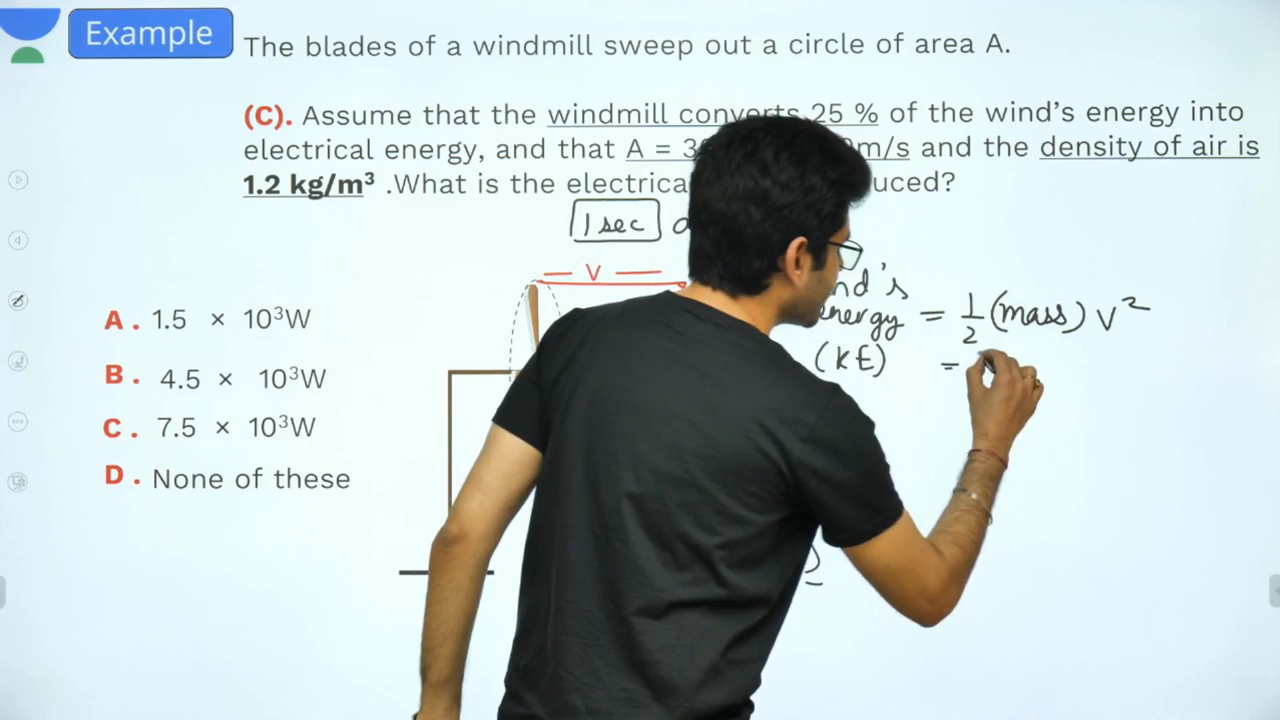 Example
The blades of a windmill sweep out a circle of area A.
(C). Assume that the windmill converts 25 % of the wind's energy into
electrical energy, and that A = 3 m/s and the density of air is
1.2 kg/m³ .What is the
1 sec
V
= 1/2 (mass) v²
(KE) =
A. 1.5 × 10³W
B. 4.5 × 10³W
C. 7.5 × 10³W
D. None of these